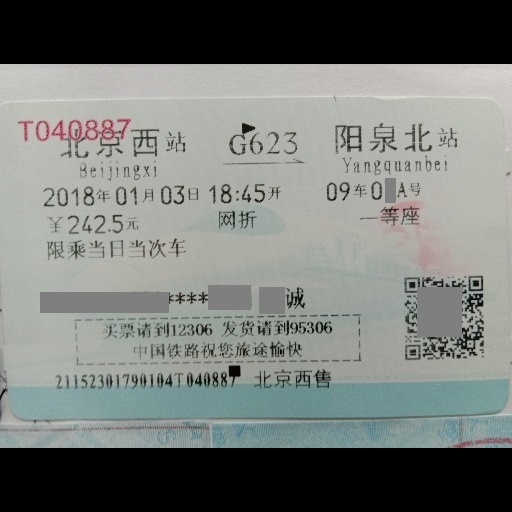 T040887
北京西站 G623 阳泉北站
Beijingxi Yangquanbei
2018年01月03日 18:45开 09车0 A号
￥242.5元 网折 一等座
限乘当日当次车
**** 诚
买票请到12306 发货请到95306
中国铁路祝您旅途愉快
21152301790104T040887 北京西售